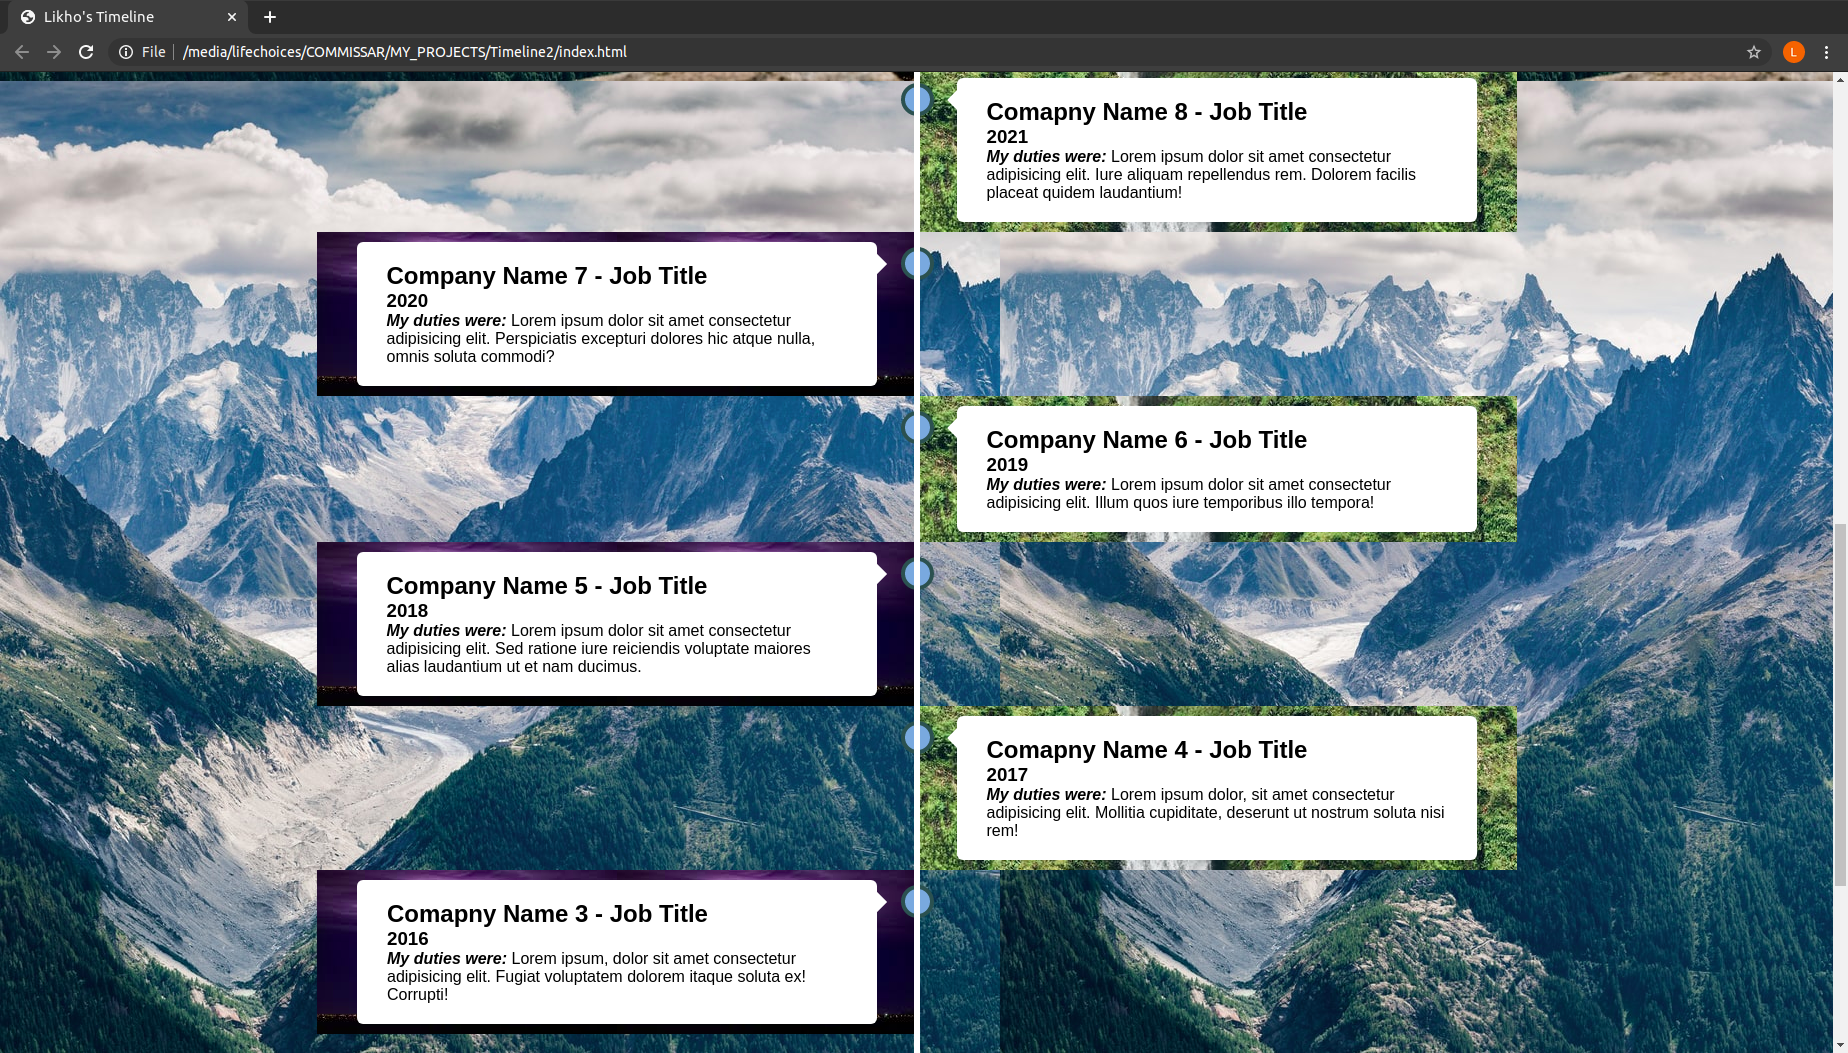 Likho's Timeline
File
/media/lifechoices/COMMISSAR/MY_PROJECTS/Timeline2/index.html
L
Comapny Name 8 - Job Title
2021
My duties were: Lorem ipsum dolor sit amet consectetur
adipisicing elit. Iure aliquam repellendus rem. Dolorem facilis
placeat quidem laudantium!
Company Name 7 - Job Title
2020
My duties were: Lorem ipsum dolor sit amet consectetur
adipisicing elit. Perspiciatis excepturi dolores hic atque nulla,
omnis soluta commodi?
Company Name 6 - Job Title
2019
My duties were: Lorem ipsum dolor sit amet consectetur
adipisicing elit. Illum quos iure temporibus illo tempora!
Company Name 5 - Job Title
2018
My duties were: Lorem ipsum dolor sit amet consectetur
adipisicing elit. Sed ratione iure reiciendis voluptate maiores
alias laudantium ut et nam ducimus.
Comapny Name 4 - Job Title
2017
My duties were: Lorem ipsum dolor, sit amet consectetur
adipisicing elit. Mollitia cupiditate, deserunt ut nostrum soluta nisi
rem!
Comapny Name 3 - Job Title
2016
My duties were: Lorem ipsum, dolor sit amet consectetur
adipisicing elit. Fugiat voluptatem dolorem itaque soluta ex!
Corrupti!